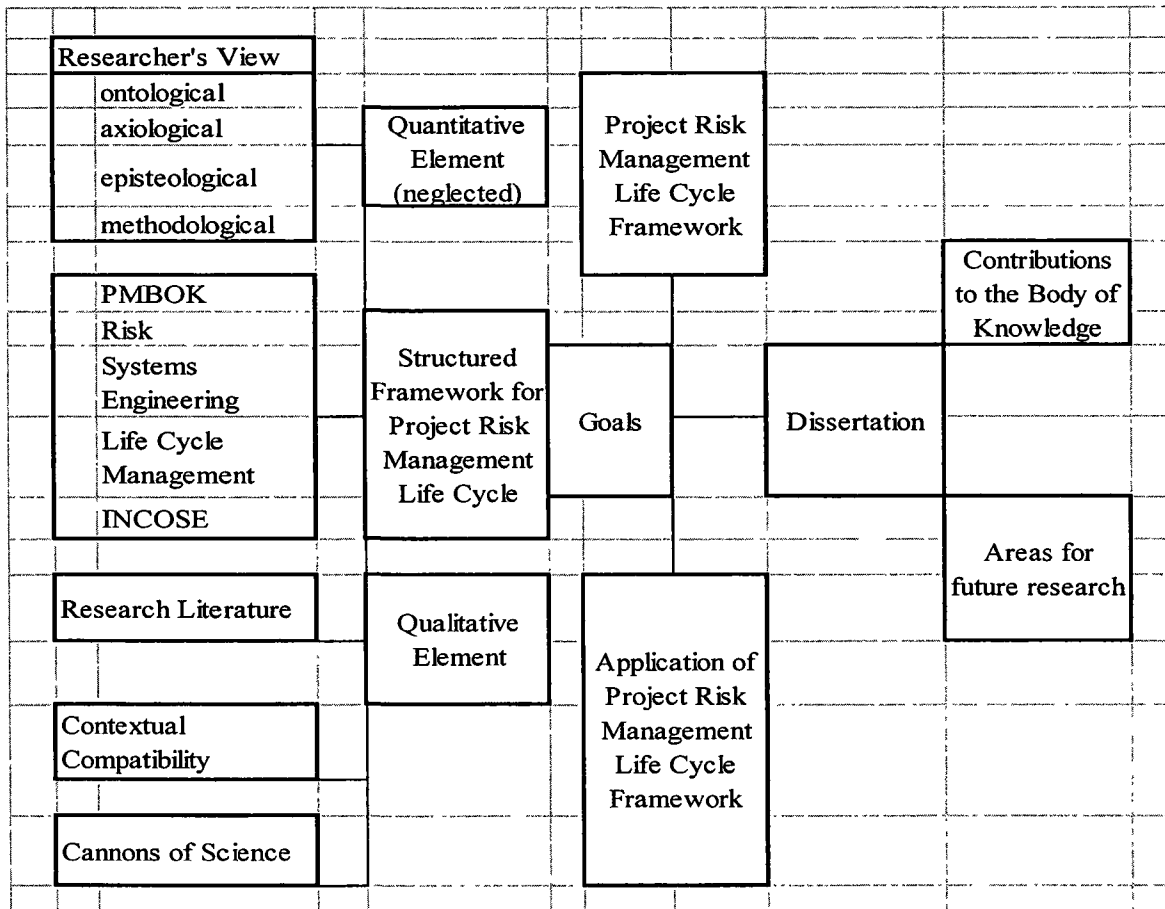 Researcher's View
ontological
axiological
episteological
methodological
PMBOK
Risk
Systems
Engineering
Life Cycle
Management
INCOSE
Research Literature
Contextual
Compatibility
Cannons of Science
Quantitative
Element
(neglected)
Structured
Framework for
Project Risk
Management
Life Cycle
Qualitative
Element
Goals
Project Risk
Management
Life Cycle
Framework
Application of
Project Risk
Management
Life Cycle
Framework
Dissertation
Contributions
to the Body of
Knowledge
Areas for
future research